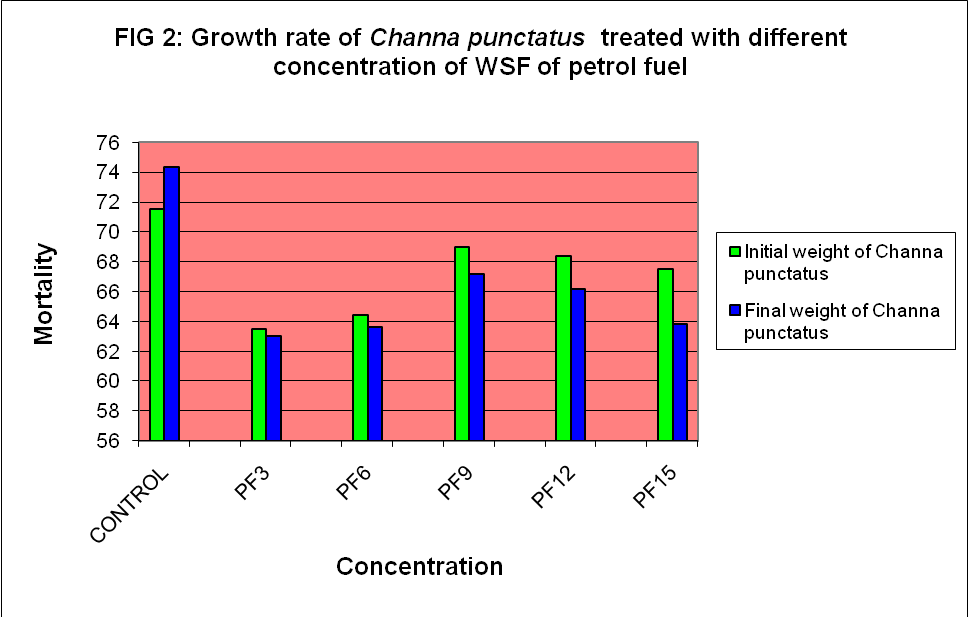 FIG 2: Growth rate of Channa punctatus treated with different
concentration of WSF of petrol fuel
76
74
72
70
68
66
64
62
60
58
56
Mortality
CONTROL
PF3
PF6
PF9
PF12
PF15
Concentration
Initial weight of Channa
punctatus
Final weight of Channa
punctatus